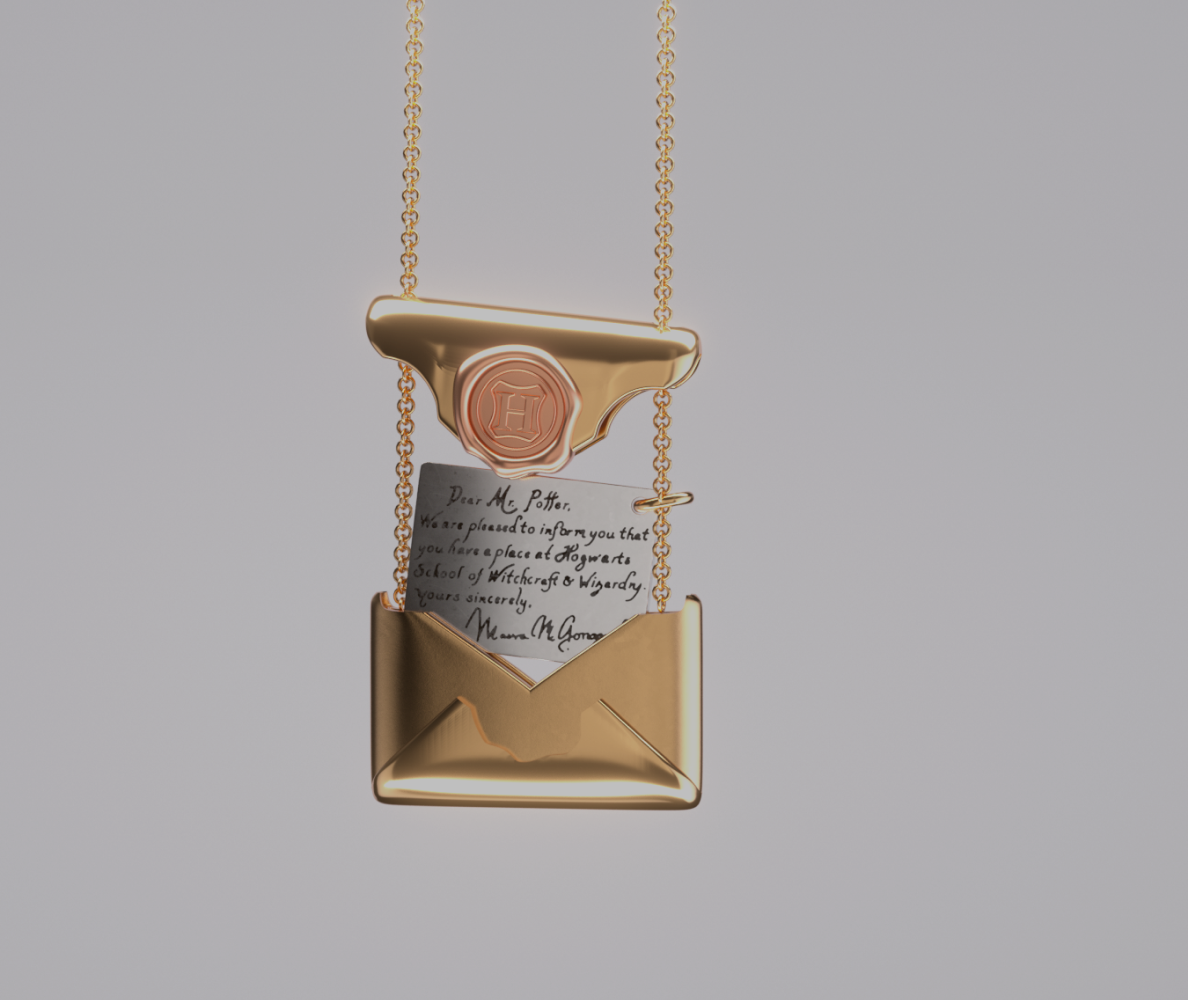 H
Dear Mr. Potter,
We are pleased to inform you that
you have a place at Hogwarts
School of Witchcraft & Wizardry.
Yours sincerely,